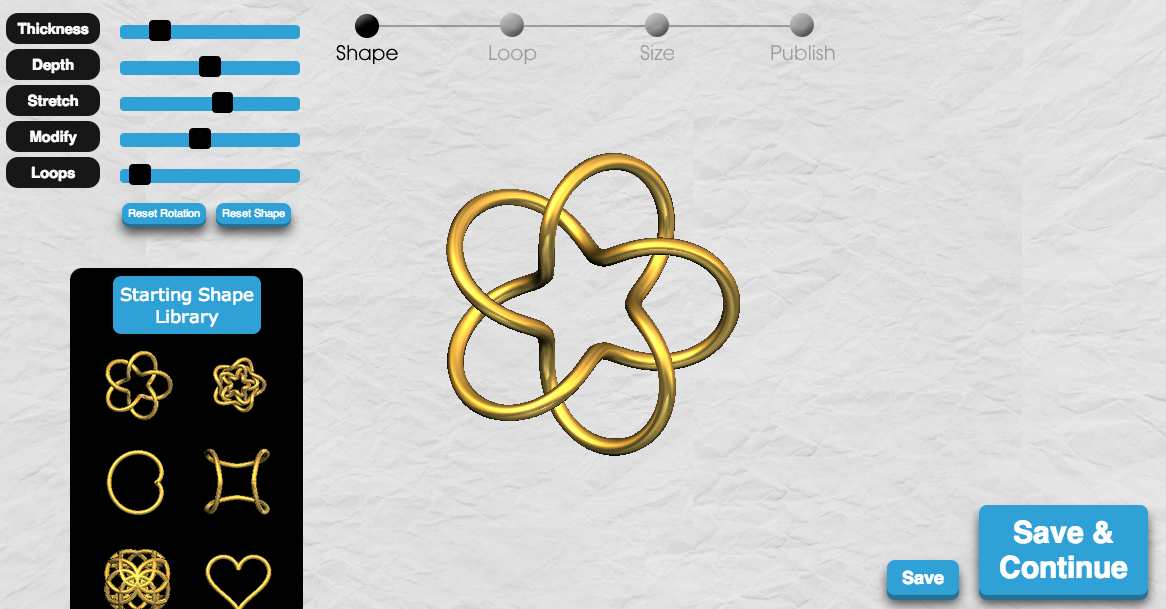 Thickness
Depth
Stretch
Modify
Loops
Reset Rotation
Reset Shape
Shape
Loop
Size
Publish
Starting Shape
Library
Save
Save &
Continue